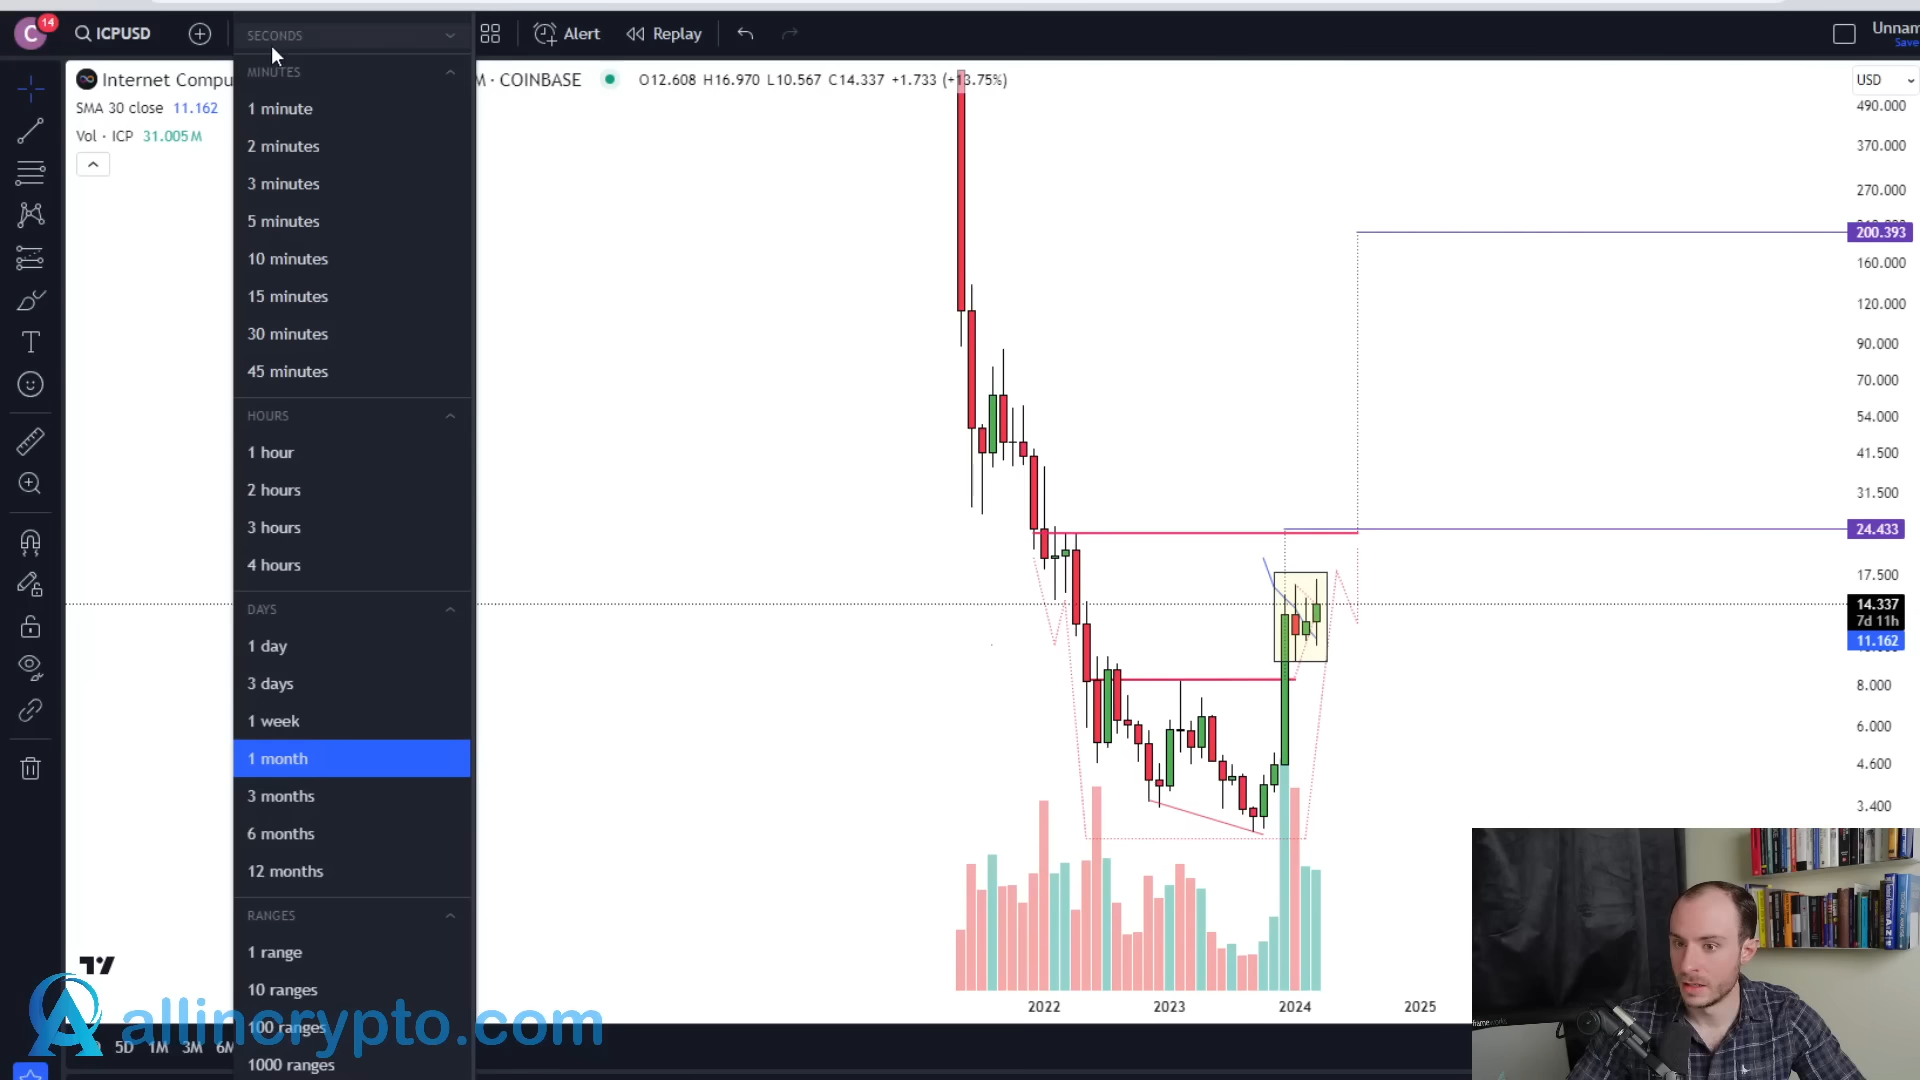 C
14
ICPUSD
Alert
Replay
Unnam
Save
SECONDS
MINUTES
1 minute
2 minutes
3 minutes
5 minutes
10 minutes
15 minutes
30 minutes
45 minutes
HOURS
1 hour
2 hours
3 hours
4 hours
DAYS
1 day
3 days
1 week
1 month
3 months
6 months
12 months
RANGES
1 range
10 ranges
100 ranges
1000 ranges
Internet Compu
M · COINBASE
O12.608 H16.970 L10.567 C14.337 +1.733 (+13.75%)
SMA 30 close 11.162
Vol · ICP 31.005M
USD
490.000
370.000
270.000
200.393
160.000
120.000
90.000
70.000
54.000
41.500
31.500
24.433
17.500
14.337
7d 11h
11.162
8.000
6.000
4.600
3.400
2022
2023
2024
2025
allincrypto.com
5D 1M 3M 6M